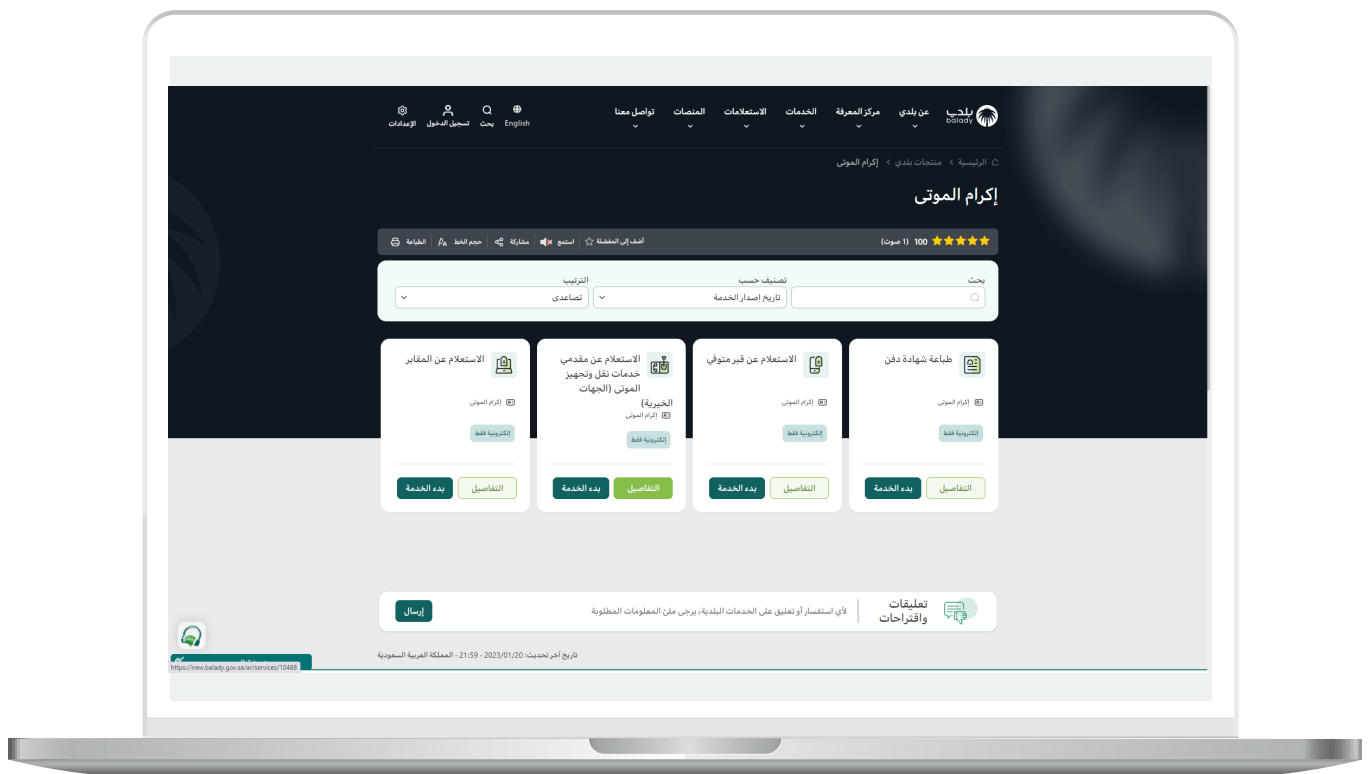 بلدي
balady
عن بلدي
مركز المعرفة
الخدمات
الاستعلامات
المنصات
تواصل معنا
English
بحث
تسجيل الدخول
الإعدادات
الرئيسية > منتجات بلدي > إكرام الموتى
إكرام الموتى
100 (1 صوت)
أضف إلى المفضلة
استمع
مشاركة
حجم الخط
الطباعة
بحث
تصنيف حسب
تاريخ إصدار الخدمة
الترتيب
تصاعدي
طباعة شهادة دفن
إكرام الموتى
إلكترونية فقط
التفاصيل
بدء الخدمة
الاستعلام عن قبر متوفي
إكرام الموتى
إلكترونية فقط
التفاصيل
بدء الخدمة
الاستعلام عن مقدمي
خدمات نقل وتجهيز
الموتى (الجهات
الخيرية)
إكرام الموتى
إلكترونية فقط
التفاصيل
بدء الخدمة
الاستعلام عن المقابر
إكرام الموتى
إلكترونية فقط
التفاصيل
بدء الخدمة
تعليقات
واقتراحات
لأي استفسار أو تعليق على الخدمات البلدية، يرجى ملئ المعلومات المطلوبة
إرسال
تاريخ آخر تحديث: 2023/01/20 - 21:59 - المملكة العربية السعودية
https://new.balady.gov.sa/ar/services/10488